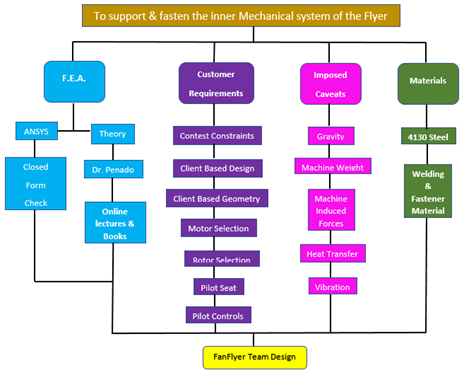 To support & fasten the inner Mechanical system of the Flyer
F.E.A.
ANSYS
Theory
Closed
Form
Check
Dr. Penado
Online
lectures &
Books
Customer
Requirements
Contest Constraints
Client Based Design
Client Based Geometry
Motor Selection
Rotor Selection
Pilot Seat
Pilot Controls
Imposed
Caveats
Gravity
Machine Weight
Machine
Induced
Forces
Heat Transfer
Vibration
Materials
4130 Steel
Welding
&
Fastener
Material
FanFlyer Team Design